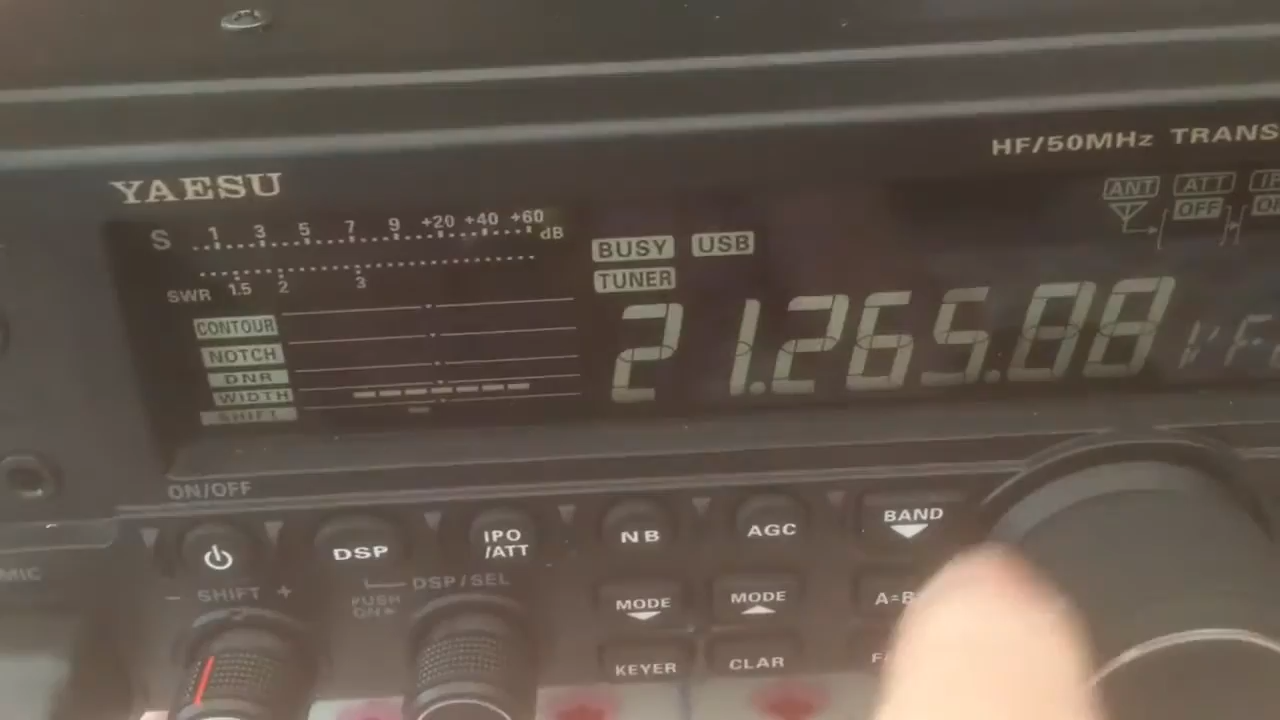 HF/50MHz TRANS
YAESU
ANT ATT
OFF
S 1 3 5 7 9 +20 +40 +60 dB
SWR 1.5 2 3
BUSY USB
TUNER
CONTOUR
NOTCH
DNR
WIDTH
SHIFT
21.265.88
ON/OFF
DSP
IPO
/ATT
NB
AGC
BAND
MIC
- SHIFT +
PUSH
ON
DSP/SEL
MODE
MODE
A=B
KEYER
CLAR